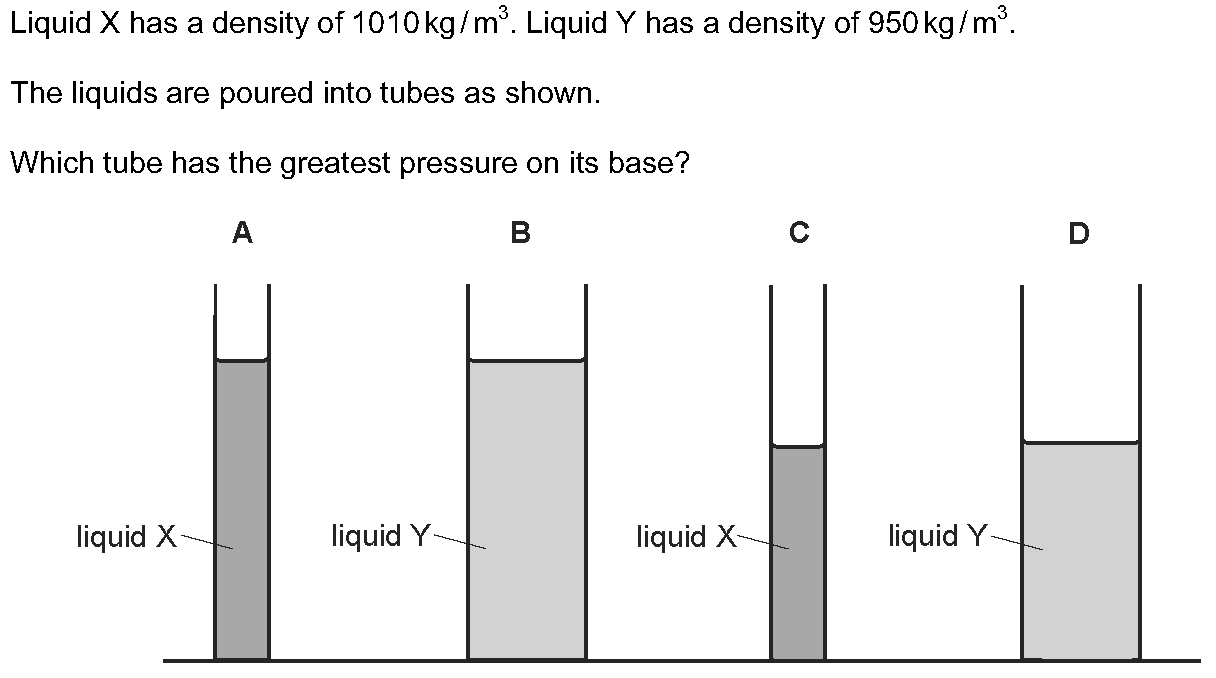 Liquid X has a density of 1010 kg / m³. Liquid Y has a density of 950 kg / m³.
The liquids are poured into tubes as shown.
Which tube has the greatest pressure on its base?
A B C D
liquid X liquid Y liquid X liquid Y